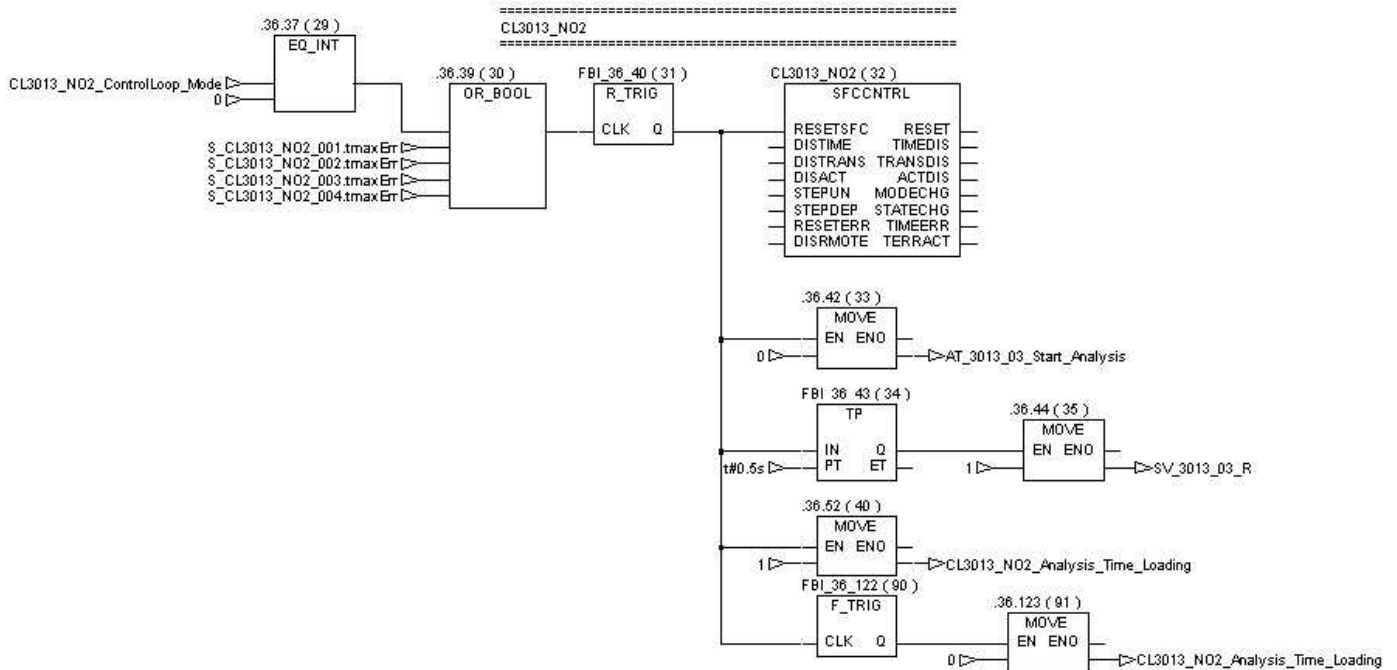 CL3013_NO2
.36.37 ( 29 )
EQ_INT
CL3013_NO2_ControlLoop_Mode
0
.36.39 ( 30 )
OR_BOOL
S_CL3013_NO2_001.tmaxErr
S_CL3013_NO2_002.tmaxErr
S_CL3013_NO2_003.tmaxErr
S_CL3013_NO2_004.tmaxErr
FBI_36_40 ( 31 )
R_TRIG
CLK Q
CL3013_NO2 ( 32 )
SFCCNTRL
RESETSFC RESET
DISTIME TIMEDIS
DISTRANS TRANSDIS
DISACT ACTDIS
STEPUN MODECHG
STEPDEP STATECHG
RESETERR TIMEERR
DISRMOTE TERRACT
.36.42 ( 33 )
MOVE
EN ENO
0 AT_3013_03_Start_Analysis
FBI_36_43 ( 34 )
TP
IN Q
t#0.5s PT ET
.36.44 ( 35 )
MOVE
EN ENO
1 SV_3013_03_R
.36.52 ( 40 )
MOVE
EN ENO
1 CL3013_NO2_Analysis_Time_Loading
FBI_36_122 ( 90 )
F_TRIG
CLK Q
.36.123 ( 91 )
MOVE
EN ENO
0 CL3013_NO2_Analysis_Time_Loading